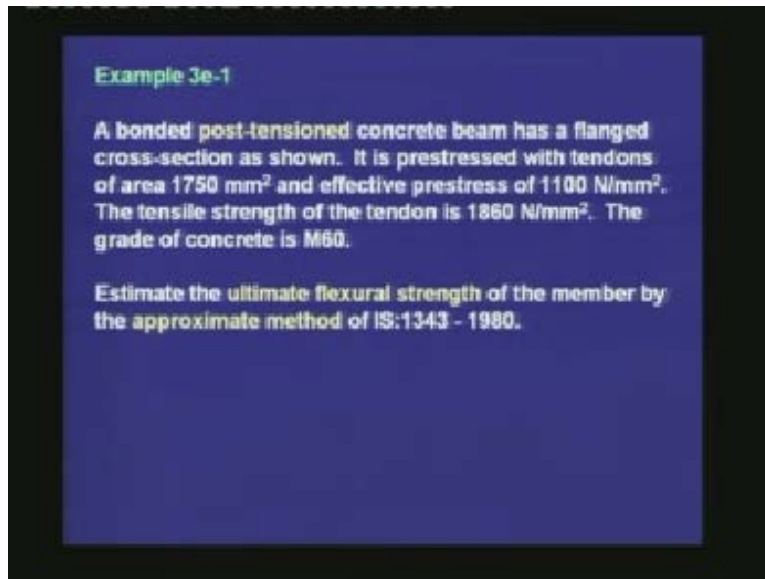 Example 3e-1
A bonded post-tensioned concrete beam has a flanged
cross-section as shown. It is prestressed with tendons
of area 1750 mm² and effective prestress of 1100 N/mm².
The tensile strength of the tendon is 1860 N/mm². The
grade of concrete is M60.
Estimate the ultimate flexural strength of the member by
the approximate method of IS:1343 - 1980.